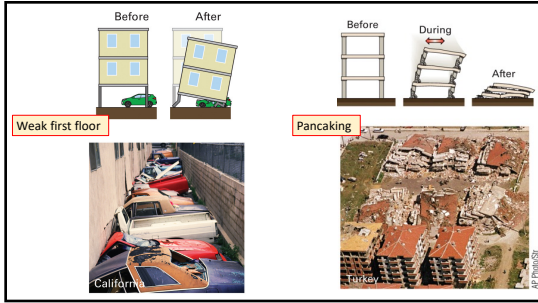 Before
After
Weak first floor
California
Before
During
After
Pancaking
Turkey
AP Photo/Str